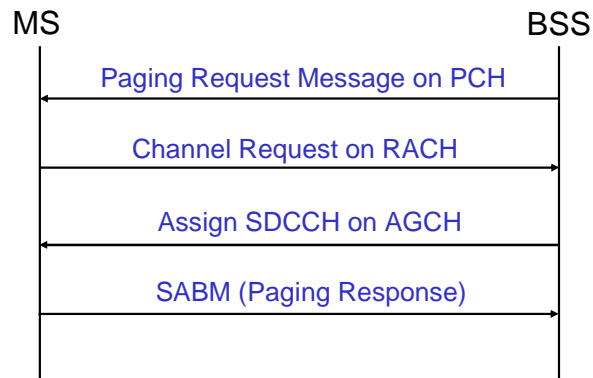 MS
BSS
Paging Request Message on PCH
Channel Request on RACH
Assign SDCCH on AGCH
SABM (Paging Response)